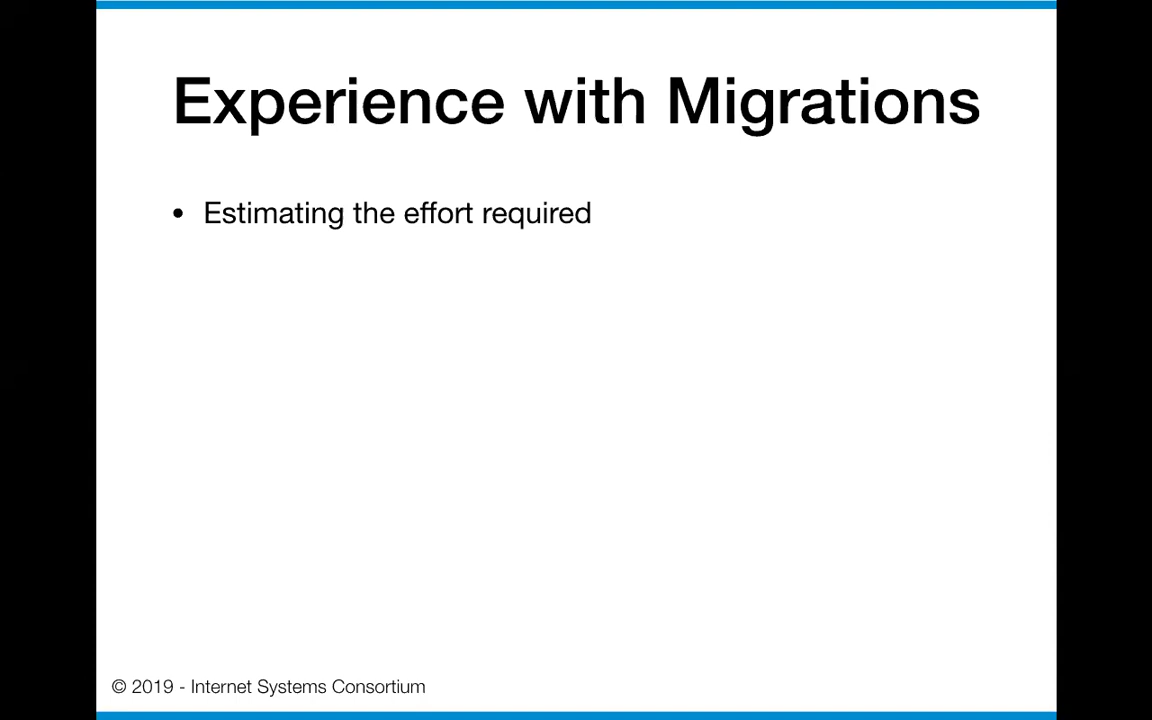 Experience with Migrations
• Estimating the effort required
© 2019 - Internet Systems Consortium